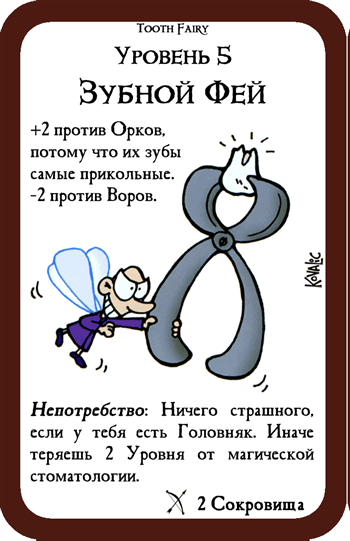 Tooth Fairy
Уровень 5
Зубной Фей
+2 против Орков,
потому что их зубы
самые прикольные.
-2 против Воров.
Kovalic
Непотребство: Ничего страшного,
если у тебя есть Головняк. Иначе
теряешь 2 Уровня от магической
стоматологии.
2 Сокровища